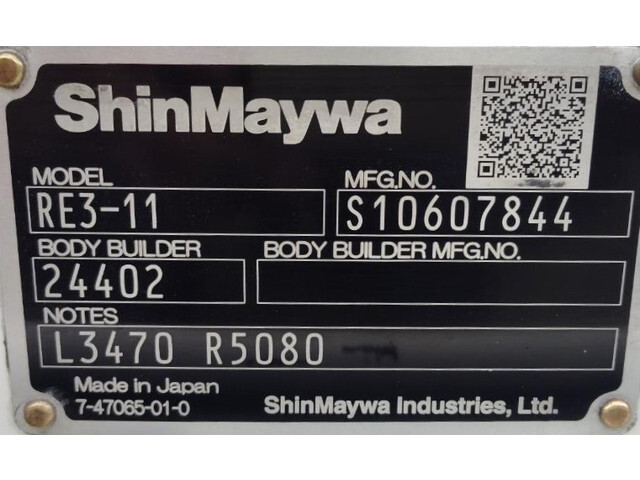 ShinMaywa
MODEL MFG.NO.
RE3-11 S10607844
BODY BUILDER BODY BUILDER MFG.NO.
24402
NOTES
L3470 R5080
Made in Japan
7-47065-01-0 ShinMaywa Industries, Ltd.